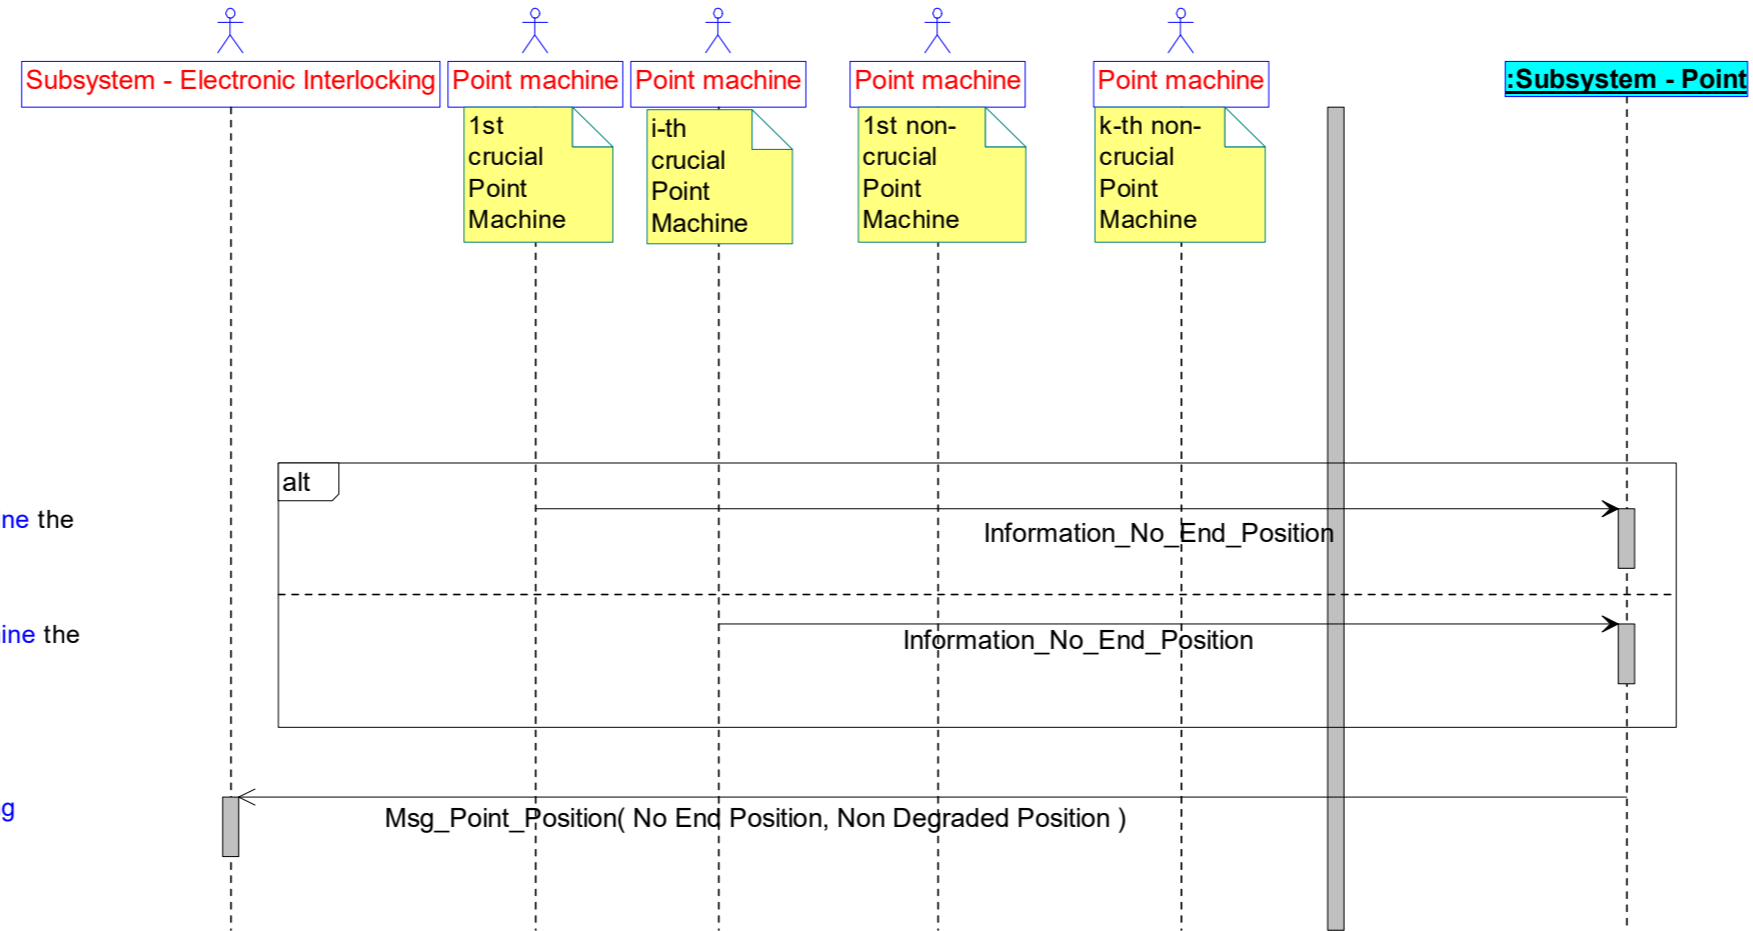 Subsystem - Electronic Interlocking
Point machine
Point machine
Point machine
Point machine
:Subsystem - Point
1st
crucial
Point
Machine
i-th
crucial
Point
Machine
1st non-
crucial
Point
Machine
k-th non-
crucial
Point
Machine
alt
ne the
Information_No_End_Position
ine the
Information_No_End_Position
g
Msg_Point_Position( No End Position, Non Degraded Position )